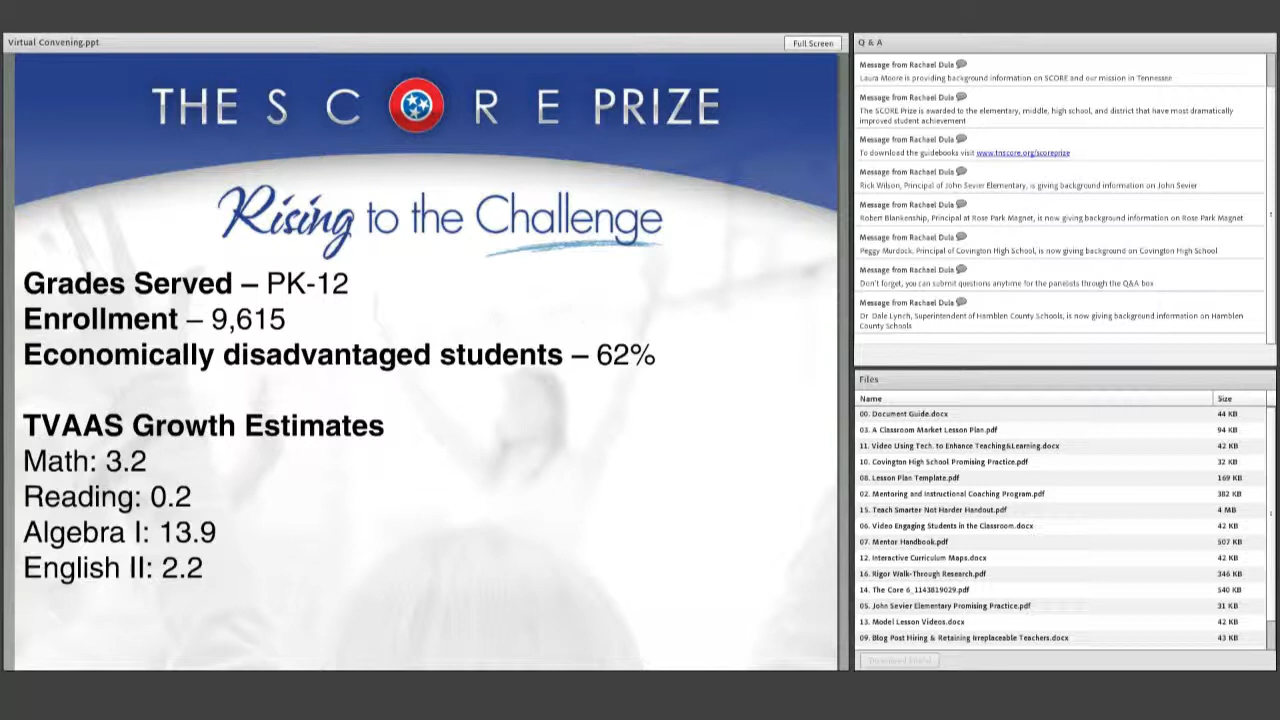 Virtual Convening.ppt
Full Screen
THE SCORE PRIZE
Rising to the Challenge
Grades Served – PK-12
Enrollment – 9,615
Economically disadvantaged students – 62%
TVAAS Growth Estimates
Math: 3.2
Reading: 0.2
Algebra I: 13.9
English II: 2.2
Q & A
Message from Rachael Dula
Laura Moore is providing background information on SCORE and our mission in Tennessee
Message from Rachael Dula
The SCORE Prize is awarded to the elementary, middle, high school, and district that have most dramatically
improved student achievement
Message from Rachael Dula
To download the guidebooks visit www.tnscore.org/scoreprize
Message from Rachael Dula
Rick Wilson, Principal of John Sevier Elementary, is giving background information on John Sevier
Message from Rachael Dula
Robert Blankenship, Principal at Rose Park Magnet, is now giving background information on Rose Park Magnet
Message from Rachael Dula
Peggy Murdock, Principal of Covington High School, is now giving background on Covington High School
Message from Rachael Dula
Don't forget, you can submit questions anytime for the panelists through the Q&A box
Message from Rachael Dula
Dr. Dale Lynch, Superintendent of Hamblen County Schools, is now giving background information on Hamblen
County Schools
Files
Name Size
00. Document Guide.docx 44 KB
03. A Classroom Market Lesson Plan.pdf 94 KB
11. Video Using Tech. to Enhance Teaching&Learning.docx 42 KB
10. Covington High School Promising Practice.pdf 32 KB
08. Lesson Plan Template.pdf 169 KB
02. Mentoring and Instructional Coaching Program.pdf 382 KB
15. Teach Smarter Not Harder Handout.pdf 4 MB
06. Video Engaging Students in the Classroom.docx 42 KB
07. Mentor Handbook.pdf 507 KB
12. Interactive Curriculum Maps.docx 42 KB
16. Rigor Walk-Through Research.pdf 346 KB
14. The Core 6_1143819029.pdf 540 KB
05. John Sevier Elementary Promising Practice.pdf 31 KB
13. Model Lesson Videos.docx 42 KB
09. Blog Post Hiring & Retaining Irreplaceable Teachers.docx 43 KB